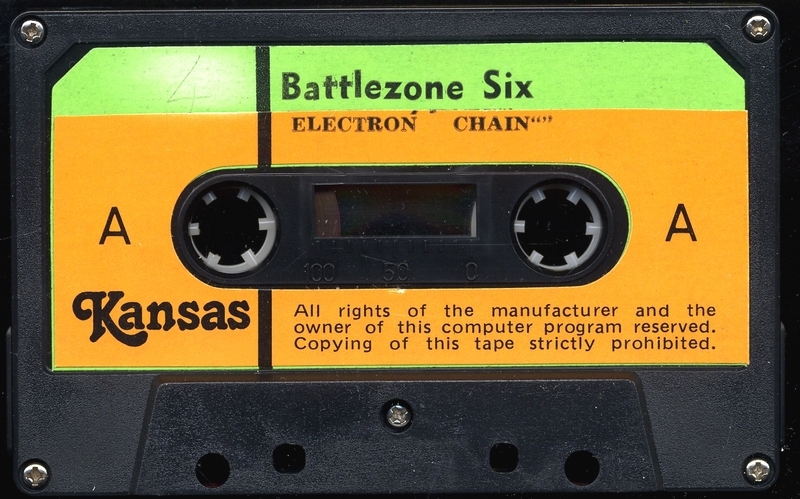 4
Battlezone Six
ELECTRON CHAIN“”
A
A
100 50 0
Kansas
All rights of the manufacturer and the
owner of this computer program reserved.
Copying of this tape strictly prohibited.